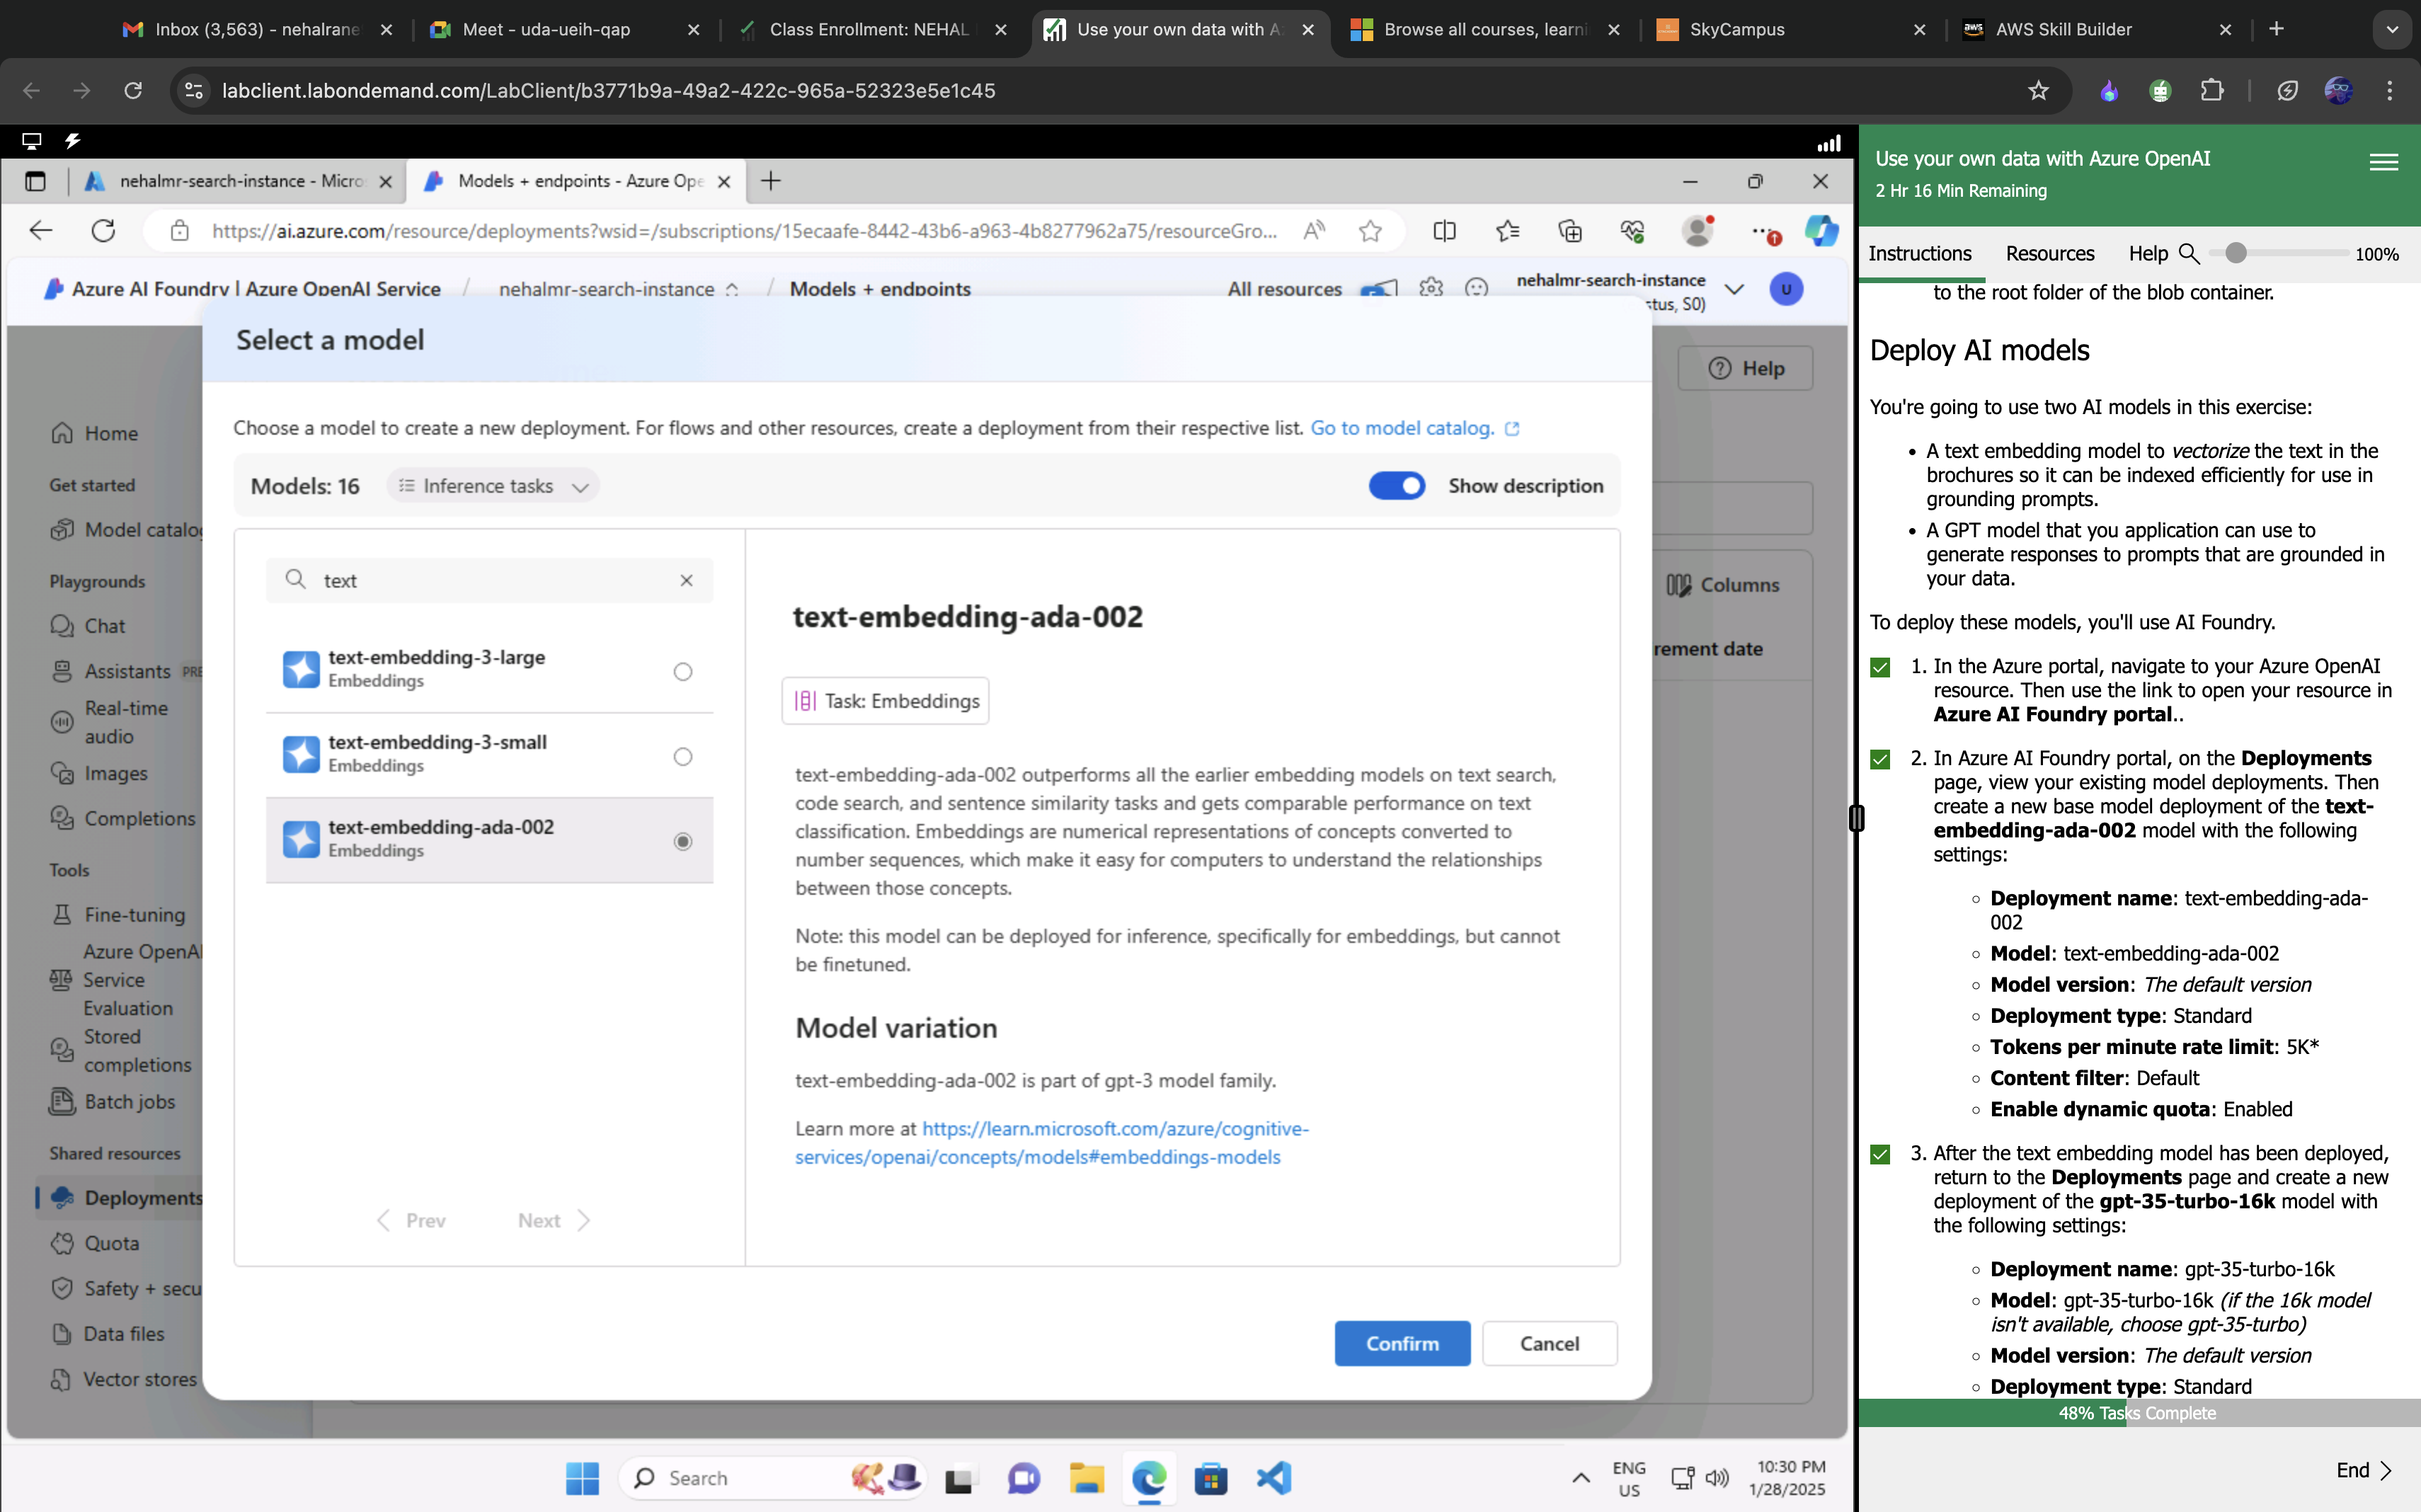 Inbox (3,563) - nehalrane
Meet - uda-ueih-qap
Class Enrollment: NEHAL
Use your own data with A
Browse all courses, learni
SkyCampus
AWS Skill Builder
labclient.labondemand.com/LabClient/b3771b9a-49a2-422c-965a-52323e5e1c45
nehalmr-search-instance - Micro
Models + endpoints - Azure Ope
https://ai.azure.com/resource/deployments?wsid=/subscriptions/15ecaafe-8442-43b6-a963-4b8277962a75/resourceGro...
Azure AI Foundry | Azure OpenAI Service / nehalmr-search-instance / Models + endpoints
All resources
nehalmr-search-instance
stus, S0)
U
Help
Columns
rement date
Home
Get started
Model catalog
Playgrounds
Chat
Assistants PRE
Real-time
audio
Images
Completions
Tools
Fine-tuning
Azure OpenAI
Service
Evaluation
Stored
completions
Batch jobs
Shared resources
Deployments
Quota
Safety + secu
Data files
Vector stores
Select a model
Choose a model to create a new deployment. For flows and other resources, create a deployment from their respective list. Go to model catalog.
Models: 16
Inference tasks
Show description
text
text-embedding-3-large
Embeddings
text-embedding-3-small
Embeddings
text-embedding-ada-002
Embeddings
Prev
Next
text-embedding-ada-002
Task: Embeddings
text-embedding-ada-002 outperforms all the earlier embedding models on text search,
code search, and sentence similarity tasks and gets comparable performance on text
classification. Embeddings are numerical representations of concepts converted to
number sequences, which make it easy for computers to understand the relationships
between those concepts.
Note: this model can be deployed for inference, specifically for embeddings, but cannot
be finetuned.
Model variation
text-embedding-ada-002 is part of gpt-3 model family.
Learn more at https://learn.microsoft.com/azure/cognitive-
services/openai/concepts/models#embeddings-models
Confirm
Cancel
Search
ENG
US
10:30 PM
1/28/2025
Use your own data with Azure OpenAI
2 Hr 16 Min Remaining
Instructions
Resources
Help
100%
to the root folder of the blob container.
Deploy AI models
You're going to use two AI models in this exercise:
• A text embedding model to vectorize the text in the
brochures so it can be indexed efficiently for use in
grounding prompts.
• A GPT model that you application can use to
generate responses to prompts that are grounded in
your data.
To deploy these models, you'll use AI Foundry.
1. In the Azure portal, navigate to your Azure OpenAI
resource. Then use the link to open your resource in
Azure AI Foundry portal..
2. In Azure AI Foundry portal, on the Deployments
page, view your existing model deployments. Then
create a new base model deployment of the text-
embedding-ada-002 model with the following
settings:
Deployment name: text-embedding-ada-
002
Model: text-embedding-ada-002
Model version: The default version
Deployment type: Standard
Tokens per minute rate limit: 5K*
Content filter: Default
Enable dynamic quota: Enabled
3. After the text embedding model has been deployed,
return to the Deployments page and create a new
deployment of the gpt-35-turbo-16k model with
the following settings:
Deployment name: gpt-35-turbo-16k
Model: gpt-35-turbo-16k (if the 16k model
isn't available, choose gpt-35-turbo)
Model version: The default version
Deployment type: Standard
48% Tasks Complete
End